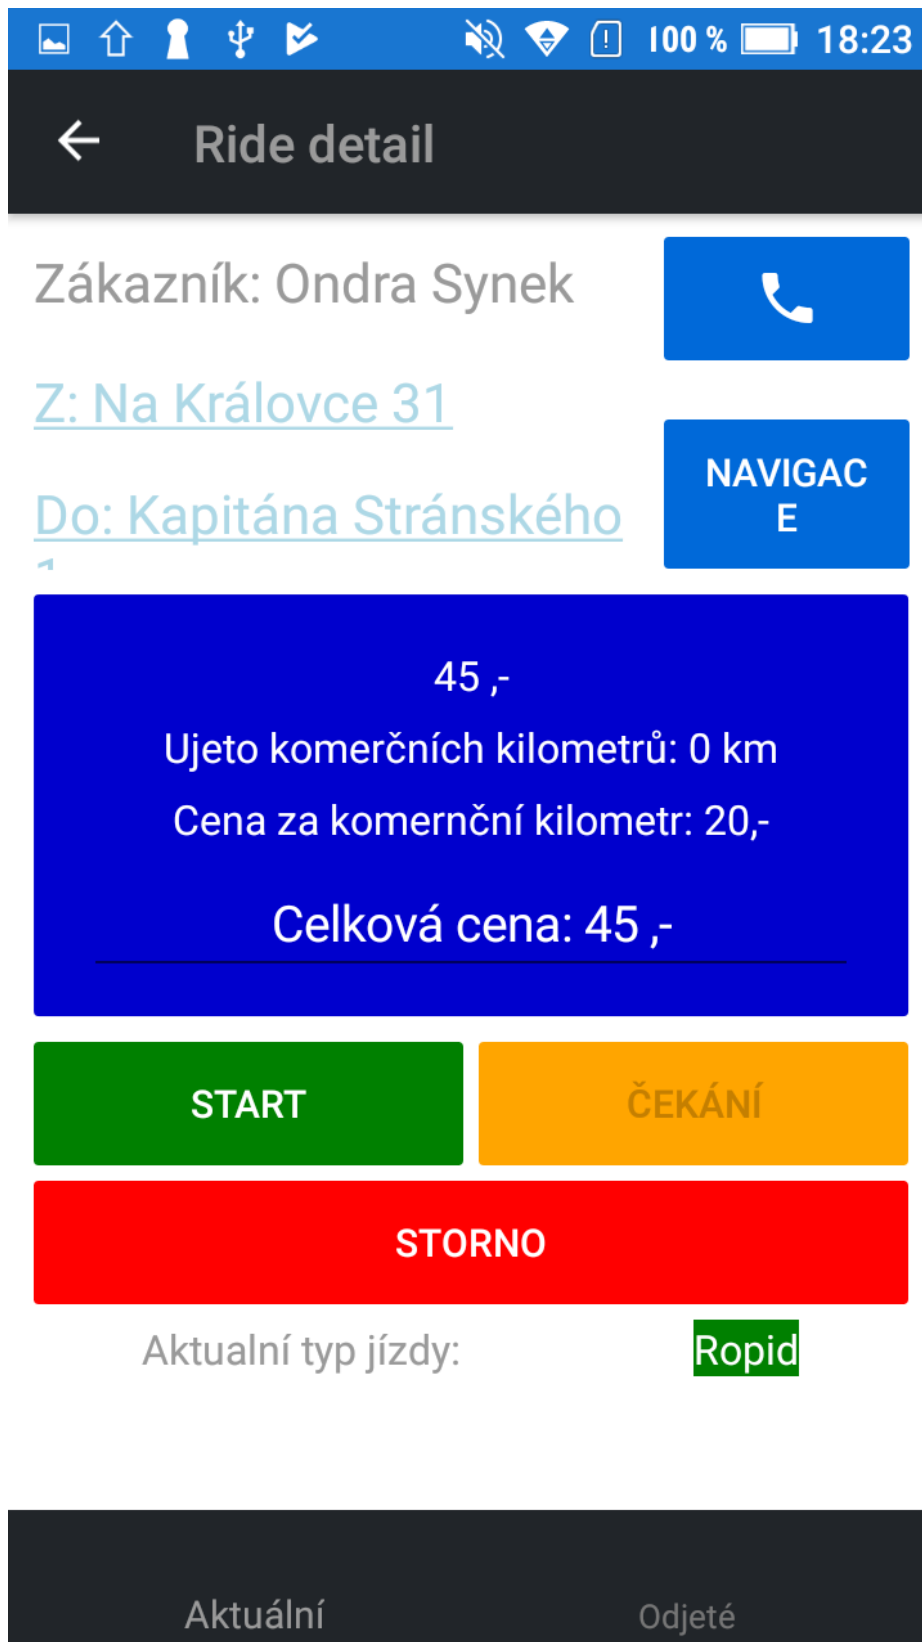 100 % 18:23
Ride detail
Zákazník: Ondra Synek
Z: Na Královce 31
Do: Kapitána Stránského
NAVIGAC
E
45 ,-
Ujeto komerčních kilometrů: 0 km
Cena za komernční kilometr: 20,-
Celková cena: 45 ,-
START ČEKÁNÍ
STORNO
Aktualní typ jízdy: Ropid
Aktuální Odjeté